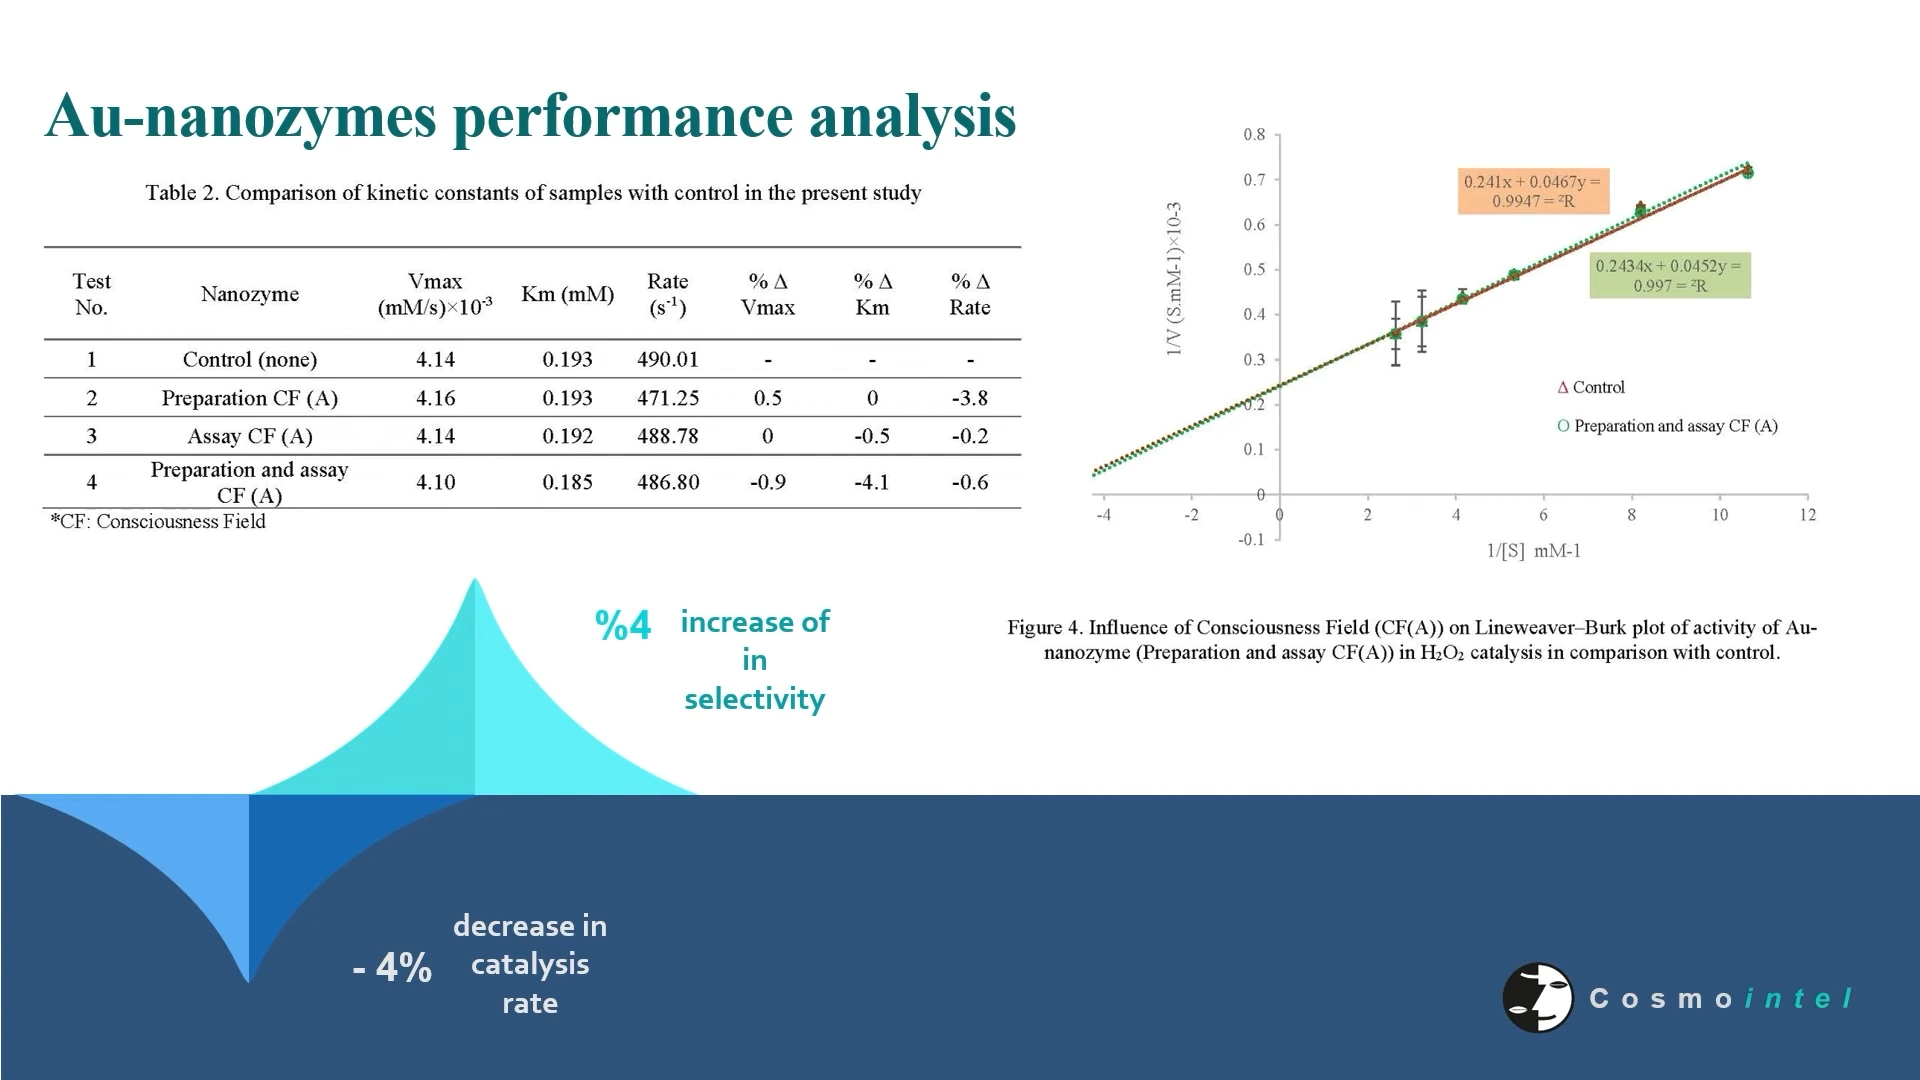 Au-nanozymes performance analysis
Table 2. Comparison of kinetic constants of samples with control in the present study
Test No. Nanozyme Vmax (mM/s)×10⁻³ Km (mM) Rate (s⁻¹) % Δ Vmax % Δ Km % Δ Rate
1 Control (none) 4.14 0.193 490.01 - - -
2 Preparation CF (A) 4.16 0.193 471.25 0.5 0 -3.8
3 Assay CF (A) 4.14 0.192 488.78 0 -0.5 -0.2
4 Preparation and assay CF (A) 4.10 0.185 486.80 -0.9 -4.1 -0.6
*CF: Consciousness Field
0.8
0.7
0.6
0.5
0.4
0.3
0.2
0.1
0
-0.1
-4 -2 0 2 4 6 8 10 12
1/V (S.mM-1)×10-3
1/[S] mM-1
0.241x + 0.0467y =
0.9947 = ²R
0.2434x + 0.0452y =
0.997 = ²R
Δ Control
O Preparation and assay CF (A)
Figure 4. Influence of Consciousness Field (CF(A)) on Lineweaver–Burk plot of activity of Au-
nanozyme (Preparation and assay CF(A)) in H₂O₂ catalysis in comparison with control.
%4 increase of
in
selectivity
- 4% decrease in
catalysis
rate
Cosmointel